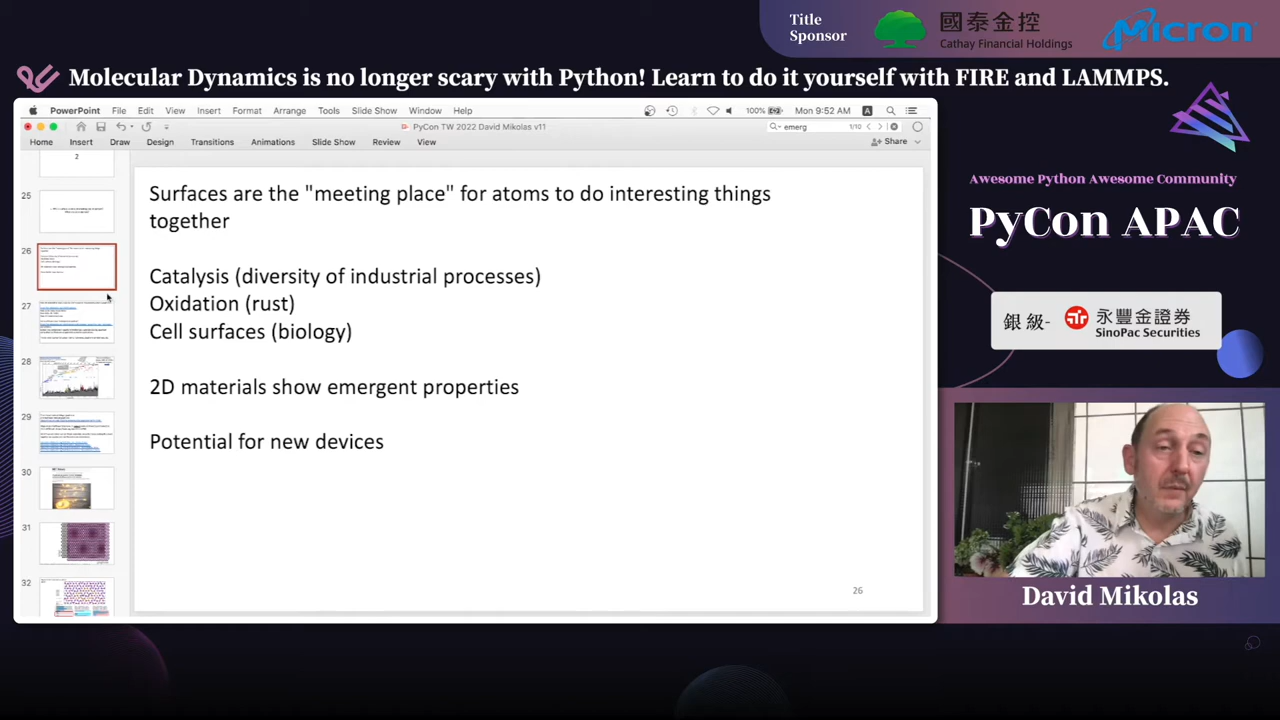 Title
Sponsor
國泰金控
Cathay Financial Holdings
Micron
Molecular Dynamics is no longer scary with Python! Learn to do it yourself with FIRE and LAMMPS.
PowerPoint File Edit View Insert Format Arrange Tools Slide Show Window Help
100% Mon 9:52 AM A
PyCon TW 2022 David Mikolas v11
emerg
1/10
Home Insert Draw Design Transitions Animations Slide Show Review View
Share
2
25
26
27
28
29
30
31
32
Surfaces are the "meeting place" for atoms to do interesting things
together
Catalysis (diversity of industrial processes)
Oxidation (rust)
Cell surfaces (biology)
2D materials show emergent properties
Potential for new devices
26
Awesome Python Awesome Community
PyCon APAC
銀級-
永豐金證券
SinoPac Securities
David Mikolas